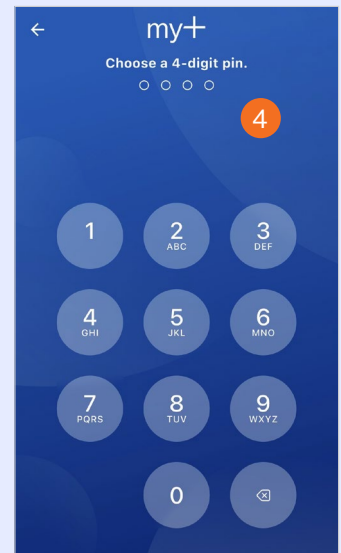 my+
Choose a 4-digit pin.
4
1 2 3
ABC DEF
4 5 6
GHI JKL MNO
7 8 9
PQRS TUV WXYZ
0